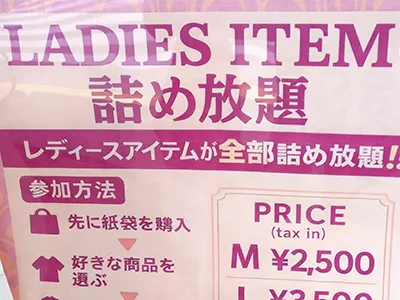 LADIES ITEM
詰め放題
レディースアイテムが全部詰め放題!!
参加方法
先に紙袋を購入
好きな商品を
選ぶ
PRICE
(tax in)
M ¥2,500
L ¥3,500